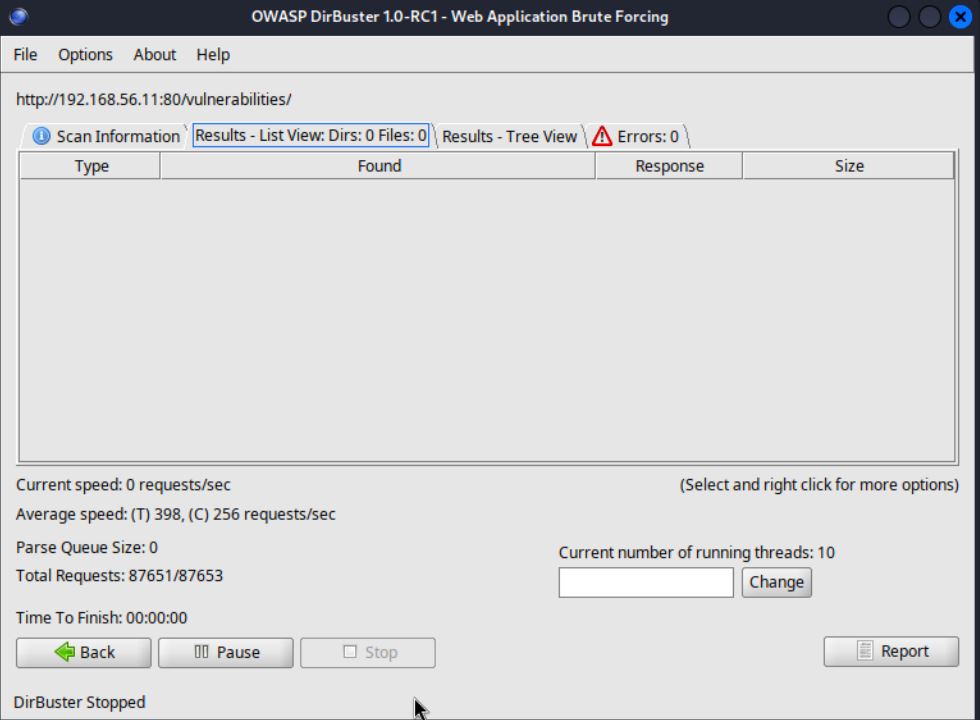 OWASP DirBuster 1.0-RC1 - Web Application Brute Forcing
File Options About Help
http://192.168.56.11:80/vulnerabilities/
Scan Information Results - List View: Dirs: 0 Files: 0 Results - Tree View Errors: 0
Type Found Response Size
Current speed: 0 requests/sec (Select and right click for more options)
Average speed: (T) 398, (C) 256 requests/sec
Parse Queue Size: 0 Current number of running threads: 10
Total Requests: 87651/87653 Change
Time To Finish: 00:00:00
Back Pause Stop Report
DirBuster Stopped